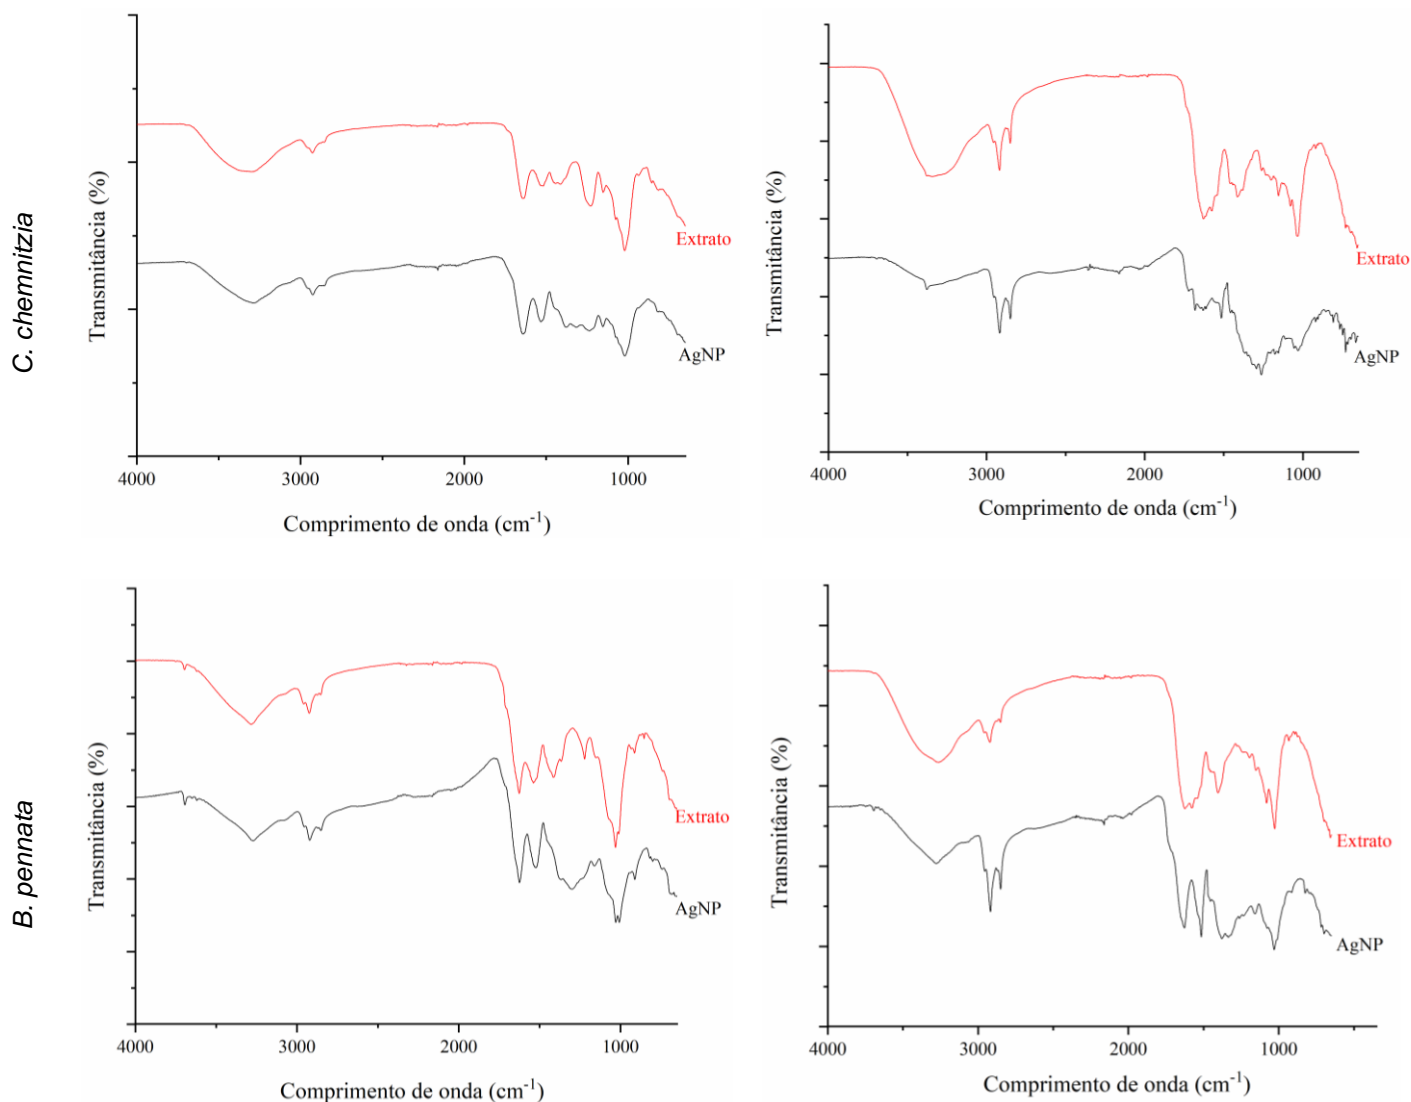 C. chemnitzia
Transmitância (%)
Extrato
AgNP
4000 3000 2000 1000
Comprimento de onda (cm-1)
Transmitância (%)
Extrato
AgNP
4000 3000 2000 1000
Comprimento de onda (cm-1)
B. pennata
Transmitância (%)
Extrato
AgNP
4000 3000 2000 1000
Comprimento de onda (cm-1)
Transmitância (%)
Extrato
AgNP
4000 3000 2000 1000
Comprimento de onda (cm-1)